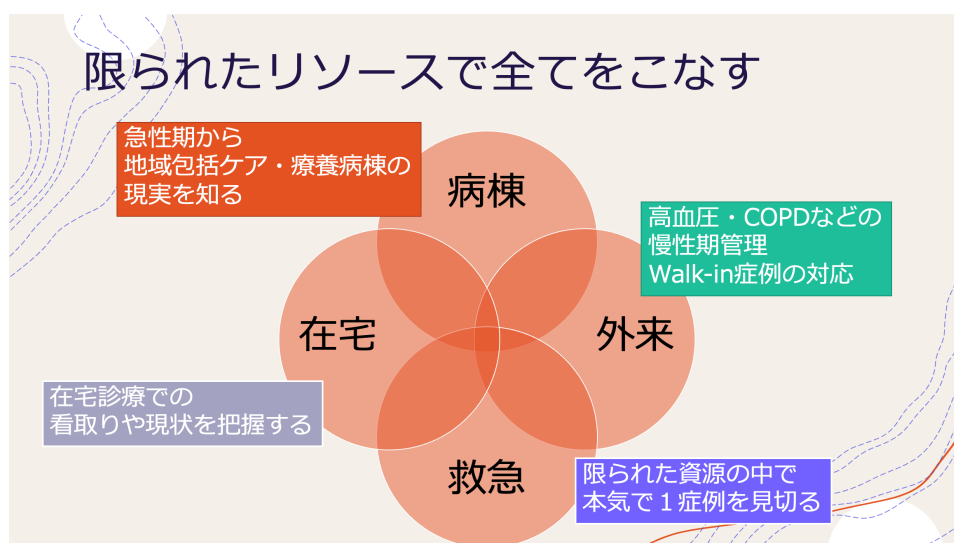 限られたリソースで全てをこなす
急性期から
地域包括ケア・療養病棟の
現実を知る
病棟
高血圧・COPDなどの
慢性期管理
Walk-in症例の対応
在宅
外来
在宅診療での
看取りや現状を把握する
救急
限られた資源の中で
本気で１症例を見切る